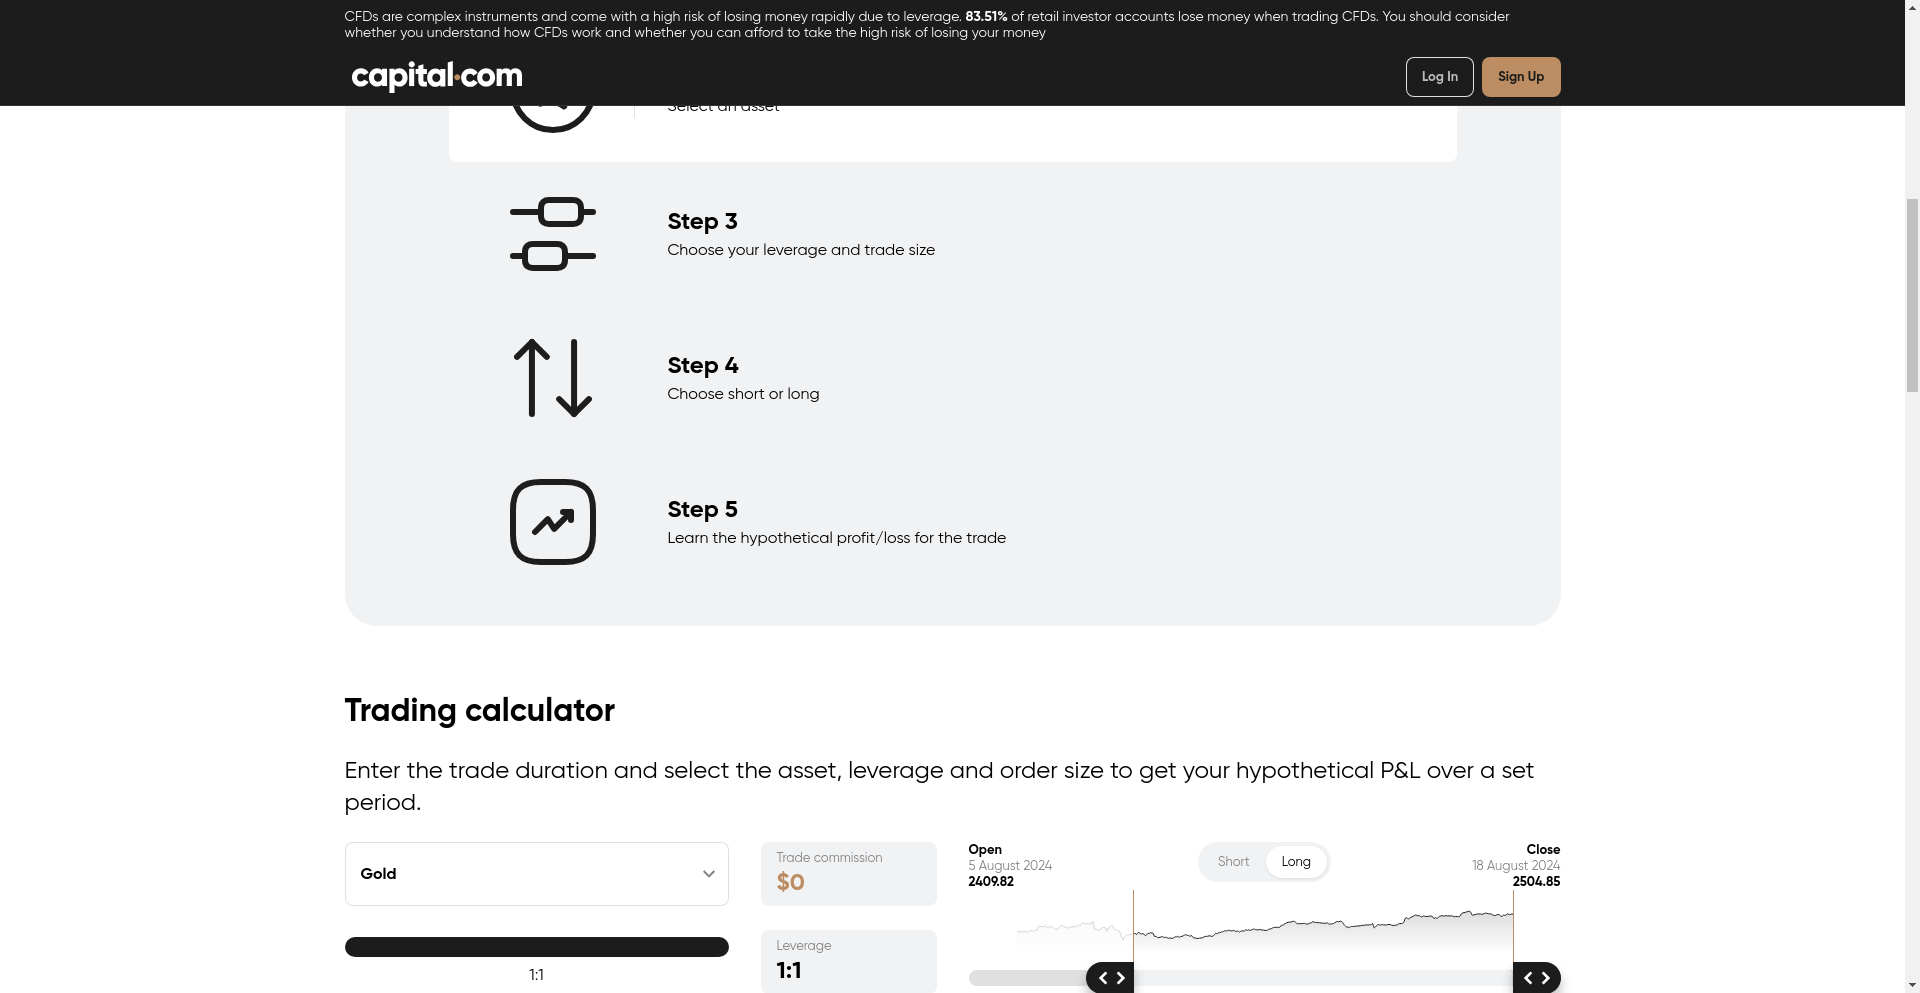 CFDs are complex instruments and come with a high risk of losing money rapidly due to leverage. 83.51% of retail investor accounts lose money when trading CFDs. You should consider
whether you understand how CFDs work and whether you can afford to take the high risk of losing your money
capital.com
Log In
Sign Up
Select an asset
Step 3
Choose your leverage and trade size
Step 4
Choose short or long
Step 5
Learn the hypothetical profit/loss for the trade
Trading calculator
Enter the trade duration and select the asset, leverage and order size to get your hypothetical P&L over a set
period.
Gold
1:1
Trade commission
$0
Leverage
1:1
Open
5 August 2024
2409.82
Short
Long
Close
18 August 2024
2504.85